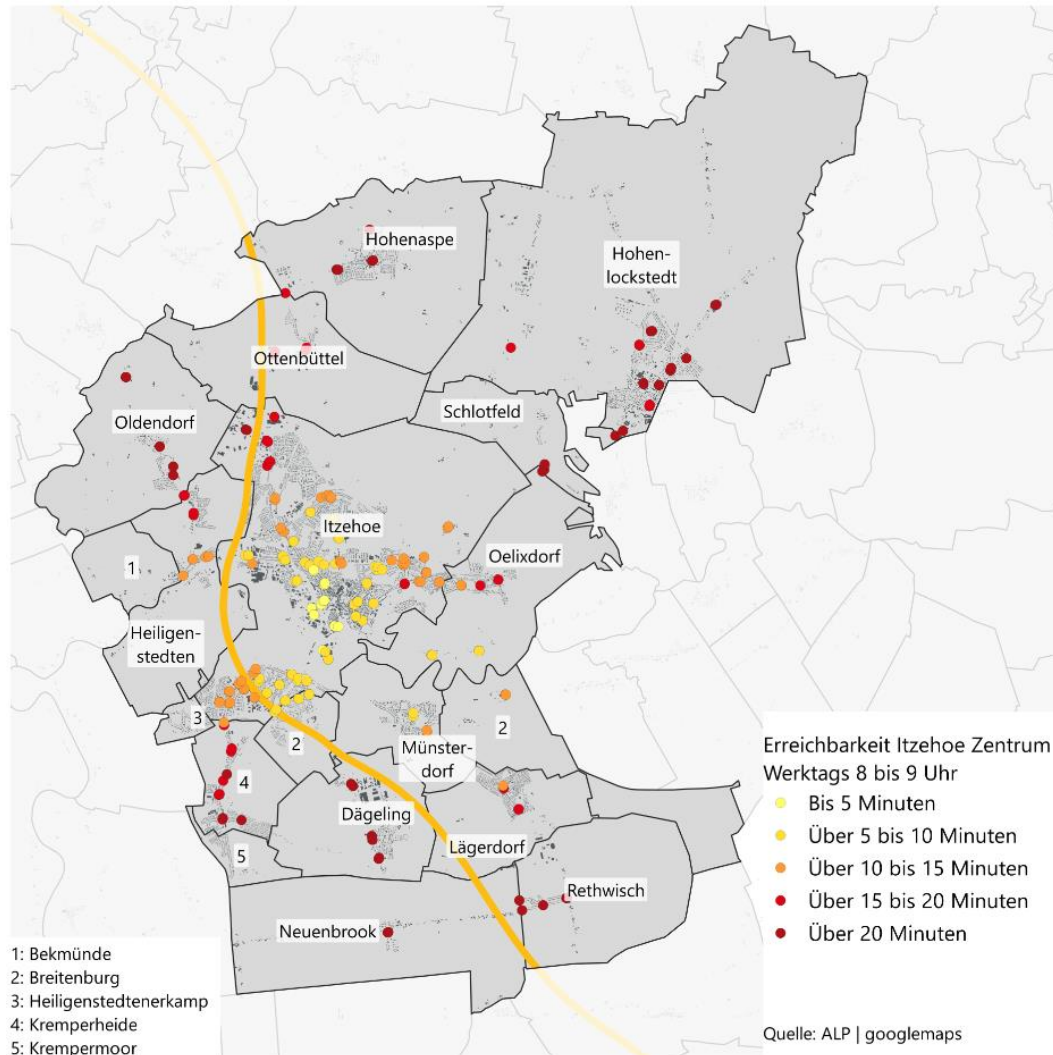 Hohenaspe
Hohen-
lockstedt
Ottenbüttel
Schlotfeld
Oldendorf
Itzehoe
Oelixdorf
1
Heiligen-
stedten
3
2
2
Münster-
dorf
4
Dägeling
Lägerdorf
5
Rethwisch
Neuenbrook
Erreichbarkeit Itzehoe Zentrum
Werktags 8 bis 9 Uhr
Bis 5 Minuten
Über 5 bis 10 Minuten
Über 10 bis 15 Minuten
Über 15 bis 20 Minuten
Über 20 Minuten
1: Bekmünde
2: Breitenburg
3: Heiligenstedtenerkamp
4: Kremperheide
5: Krempermoor
Quelle: ALP | googlemaps